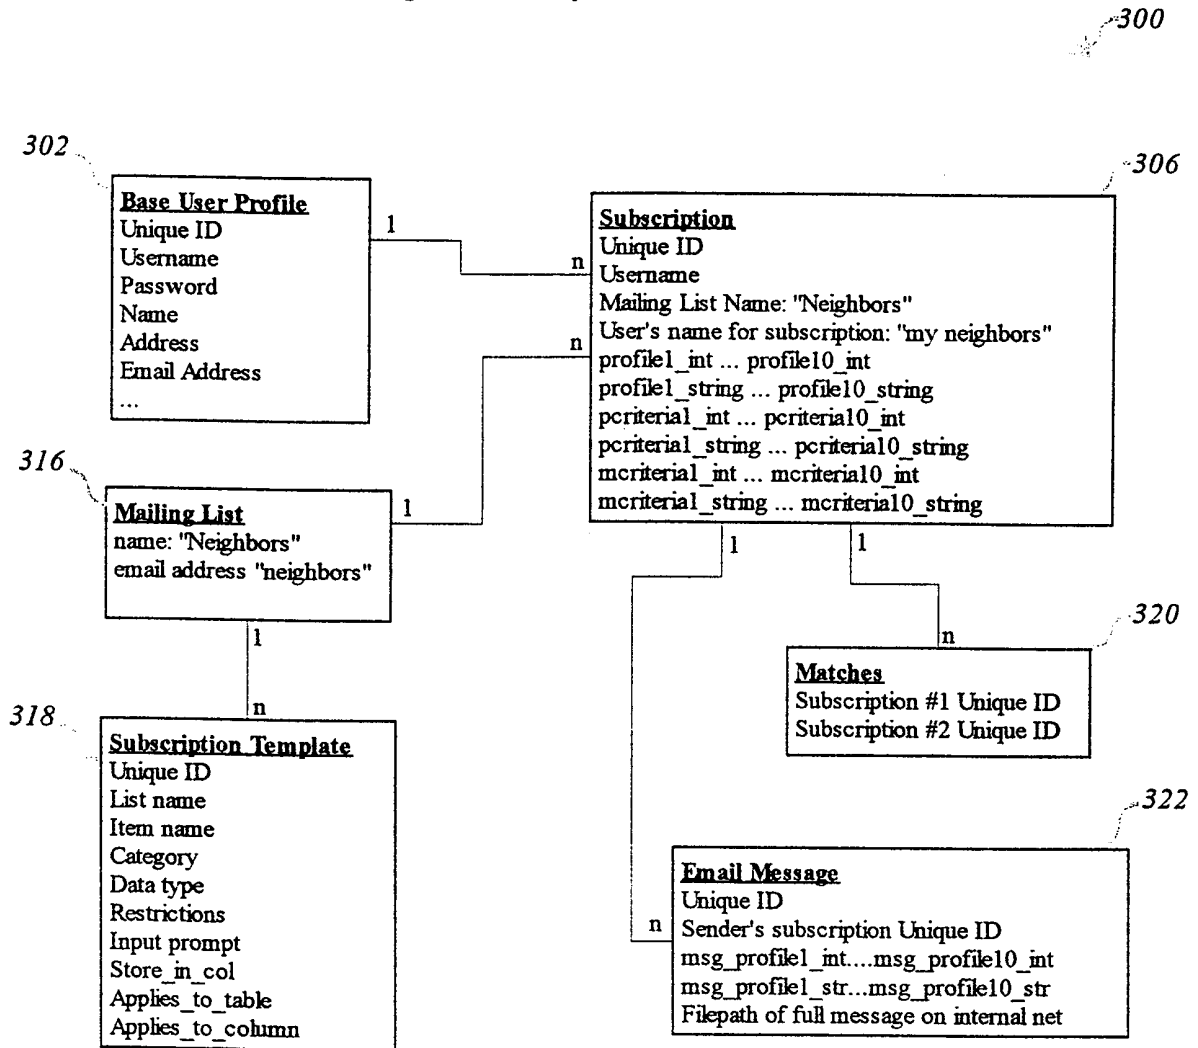 300
302
Base User Profile
Unique ID
Username
Password
Name
Address
Email Address
...
1
n
306
Subscription
Unique ID
Username
Mailing List Name: "Neighbors"
User's name for subscription: "my neighbors"
profile1_int ... profile10_int
profile1_string ... profile10_string
pcriteria1_int ... pcriteria10_int
pcriteria1_string ... pcriteria10_string
mcriteria1_int ... mcriteria10_int
mcriteria1_string ... mcriteria10_string
n
316
Mailing List
name: "Neighbors"
email address "neighbors"
1
1
n
1
1
n
320
Matches
Subscription #1 Unique ID
Subscription #2 Unique ID
318
Subscription Template
Unique ID
List name
Item name
Category
Data type
Restrictions
Input prompt
Store_in_col
Applies_to_table
Applies_to_column
322
n
Email Message
Unique ID
Sender's subscription Unique ID
msg_profile1_int....msg_profile10_int
msg_profile1_str...msg_profile10_str
Filepath of full message on internal net